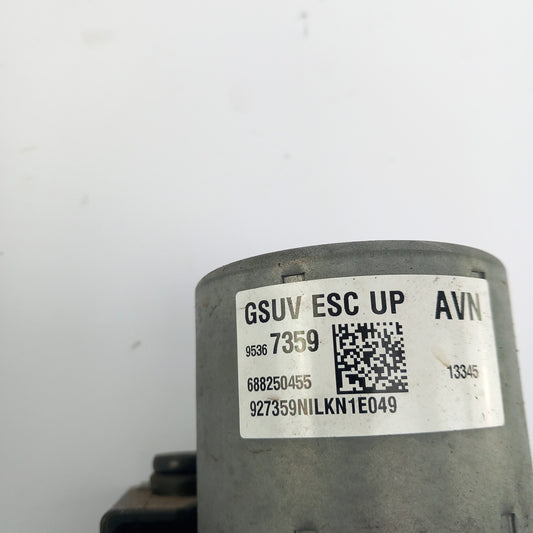 GSUV ESC UP AVN
9536 7359
688250455 13345
927359NILKN1E049